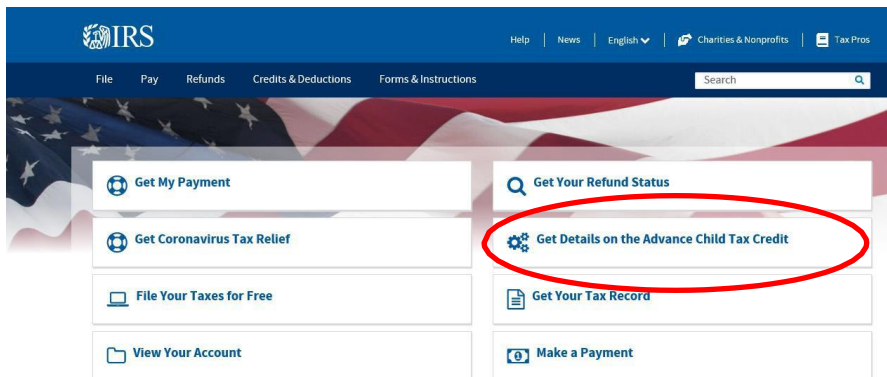 IRS
Help News English Charities & Nonprofits Tax Pros
File Pay Refunds Credits & Deductions Forms & Instructions Search
Get My Payment
Get Your Refund Status
Get Coronavirus Tax Relief
Get Details on the Advance Child Tax Credit
File Your Taxes for Free
Get Your Tax Record
View Your Account
Make a Payment